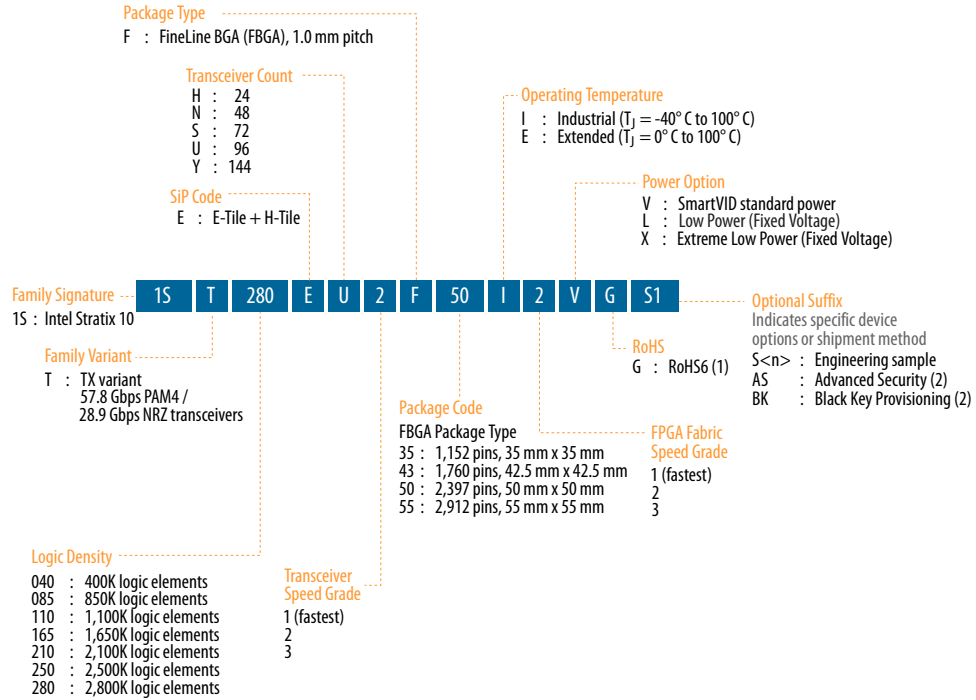 Package Type
F : FineLine BGA (FBGA), 1.0 mm pitch
Transceiver Count
H : 24
N : 48
S : 72
U : 96
Y : 144
Operating Temperature
I : Industrial (TJ = -40° C to 100° C)
E : Extended (TJ = 0° C to 100° C)
SiP Code
E : E-Tile + H-Tile
Power Option
V : SmartVID standard power
L : Low Power (Fixed Voltage)
X : Extreme Low Power (Fixed Voltage)
Family Signature
1S : Intel Stratix 10
1S T 280 E U 2 F 50 I 2 V G S1
Optional Suffix
Indicates specific device
options or shipment method
S<n> : Engineering sample
AS : Advanced Security (2)
BK : Black Key Provisioning (2)
Family Variant
T : TX variant
57.8 Gbps PAM4 /
28.9 Gbps NRZ transceivers
RoHS
G : RoHS6 (1)
Package Code
FBGA Package Type
35 : 1,152 pins, 35 mm x 35 mm
43 : 1,760 pins, 42.5 mm x 42.5 mm
50 : 2,397 pins, 50 mm x 50 mm
55 : 2,912 pins, 55 mm x 55 mm
FPGA Fabric
Speed Grade
1 (fastest)
2
3
Logic Density
040 : 400K logic elements
085 : 850K logic elements
110 : 1,100K logic elements
165 : 1,650K logic elements
210 : 2,100K logic elements
250 : 2,500K logic elements
280 : 2,800K logic elements
Transceiver
Speed Grade
1 (fastest)
2
3